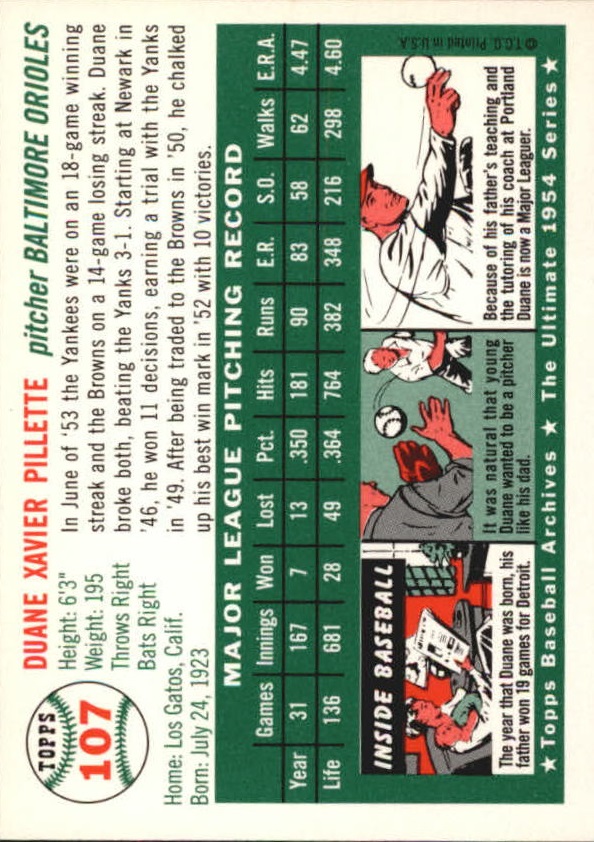 TOPPS
107
DUANE XAVIER PILLETTE pitcher BALTIMORE ORIOLES
Height: 6'3"
Weight: 195
Throws Right
Bats Right
Home: Los Gatos, Calif.
Born: July 24, 1923
In June of '53 the Yankees were on an 18-game winning
streak and the Browns on a 14-game losing streak. Duane
broke both, beating the Yanks 3-1. Starting at Newark in
'46, he won 11 decisions, earning a trial with the Yanks
in '49. After being traded to the Browns in '50, he chalked
up his best win mark in '52 with 10 victories.
MAJOR LEAGUE PITCHING RECORD
Games Innings Won Lost Pct. Hits Runs E.R. S.O. Walks E.R.A.
Year 31 167 7 13 .350 181 90 83 58 62 4.47
Life 136 681 28 49 .364 764 382 348 216 298 4.60
INSIDE BASEBALL
The year that Duane was born, his
father won 19 games for Detroit.
It was natural that young
Duane wanted to be a pitcher
like his dad.
Because of his father's teaching and
the tutoring of his coach at Portland
Duane is now a Major Leaguer.
© T.C.G. Printed in U.S.A.
★ Topps Baseball Archives ★ The Ultimate 1954 Series ★